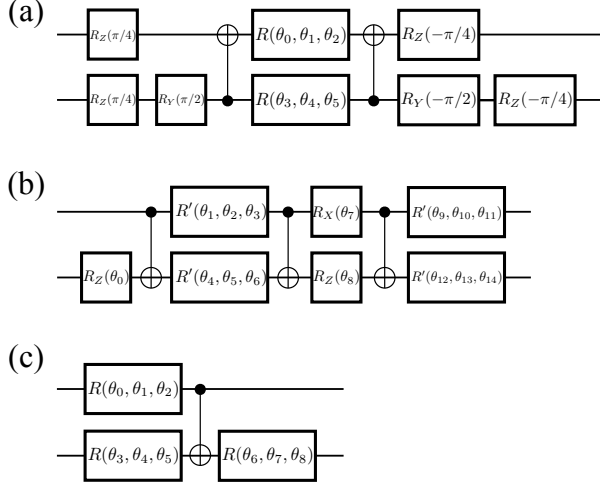 (a)
R_Z(π/4) R(θ_0, θ_1, θ_2) R_Z(−π/4)
R_Z(π/4) R_Y(π/2) R(θ_3, θ_4, θ_5) R_Y(−π/2) R_Z(−π/4)
(b)
R′(θ_1, θ_2, θ_3) R_X(θ_7) R′(θ_9, θ_10, θ_11)
R_Z(θ_0) R′(θ_4, θ_5, θ_6) R_Z(θ_8) R′(θ_12, θ_13, θ_14)
(c)
R(θ_0, θ_1, θ_2)
R(θ_3, θ_4, θ_5) R(θ_6, θ_7, θ_8)